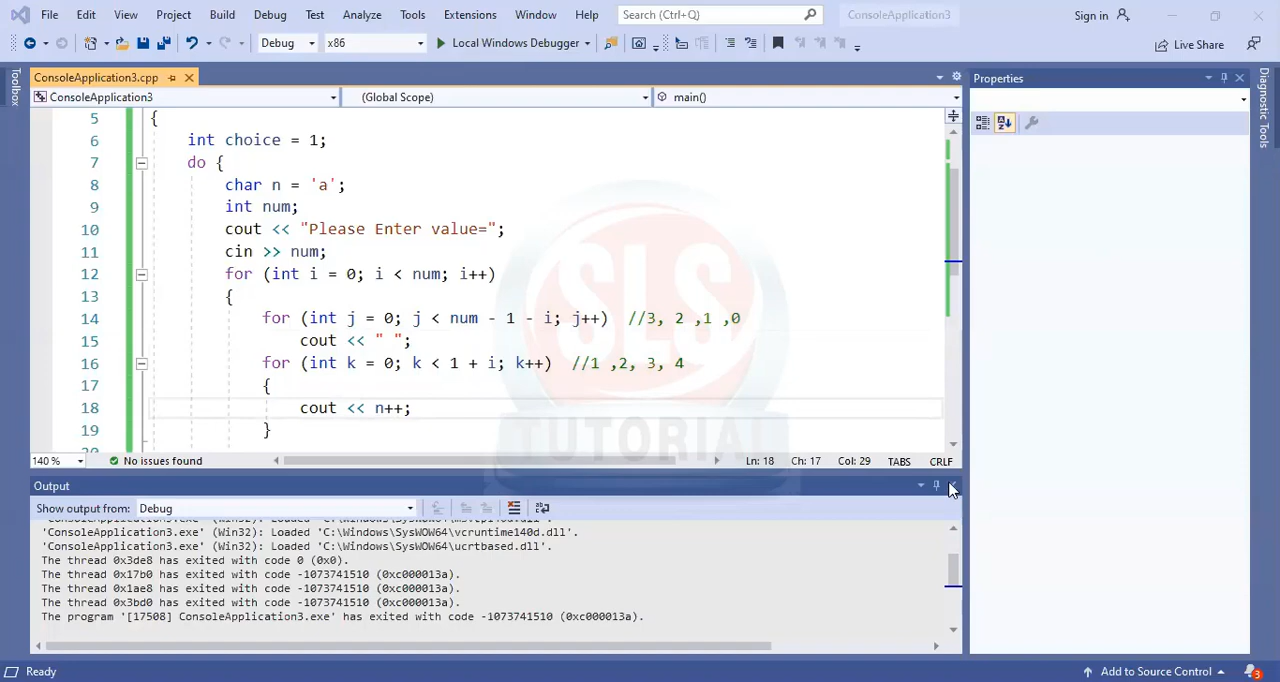 File Edit View Project Build Debug Test Analyze Tools Extensions Window Help Search (Ctrl+Q) ConsoleApplication3 Sign in
Debug x86 Local Windows Debugger Live Share
Toolbox
ConsoleApplication3.cpp
ConsoleApplication3 (Global Scope) main()
5 {
6 int choice = 1;
7 do {
8 char n = 'a';
9 int num;
10 cout << "Please Enter value=";
11 cin >> num;
12 for (int i = 0; i < num; i++)
13 {
14 for (int j = 0; j < num - 1 - i; j++) //3, 2 ,1 ,0
15 cout << " ";
16 for (int k = 0; k < 1 + i; k++) //1 ,2, 3, 4
17 {
18 cout << n++;
19 }
SLS
TUTORIAL
140 % No issues found Ln: 18 Ch: 17 Col: 29 TABS CRLF
Output
Show output from: Debug
'ConsoleApplication3.exe' (Win32): Loaded 'C:\Windows\SysWOW64\vcruntime140d.dll'.
'ConsoleApplication3.exe' (Win32): Loaded 'C:\Windows\SysWOW64\ucrtbased.dll'.
The thread 0x3de8 has exited with code 0 (0x0).
The thread 0x17b0 has exited with code -1073741510 (0xc000013a).
The thread 0x1ae8 has exited with code -1073741510 (0xc000013a).
The thread 0x3bd0 has exited with code -1073741510 (0xc000013a).
The program '[17508] ConsoleApplication3.exe' has exited with code -1073741510 (0xc000013a).
Properties
Diagnostic Tools
Ready Add to Source Control 3